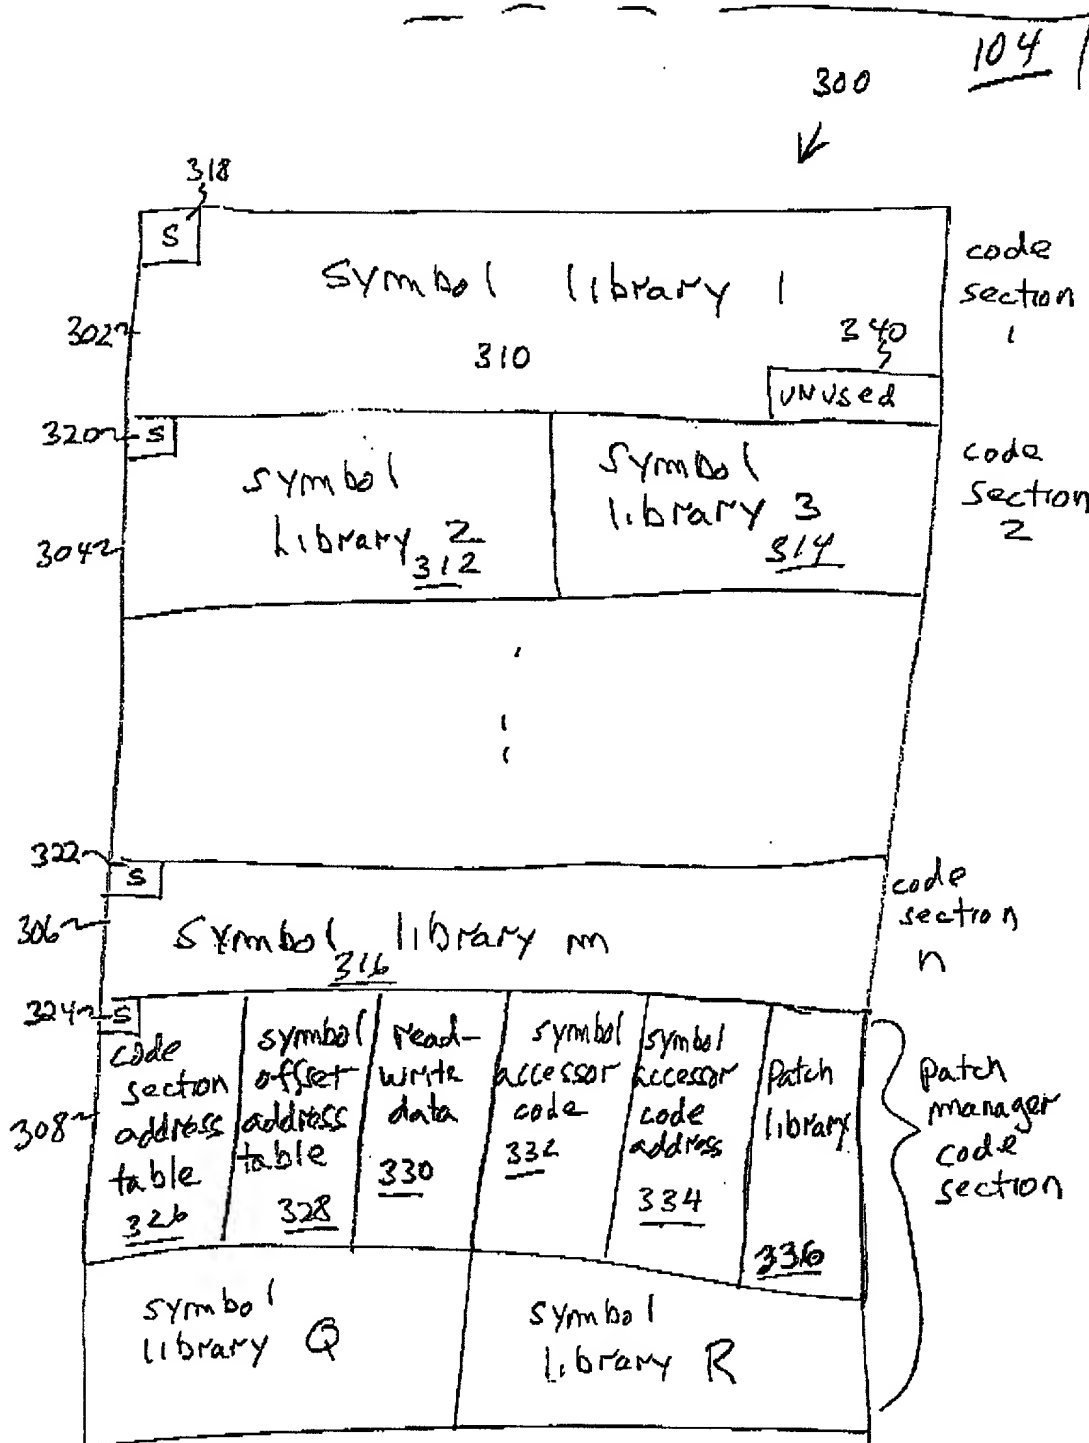 104
300
318
S
symbol library 1
code
section
1
302
310
340
UNUSED
320
S
symbol
library 2
312
symbol
library 3
314
code
section
2
304
322
S
306
symbol library m
316
code
section
n
324
S
code
section
address
table
326
symbol
offset
address
table
328
read-
write
data
330
symbol
accessor
code
332
symbol
accessor
code
address
334
patch
library
336
308
patch
manager
code
section
symbol
library Q
symbol
library R